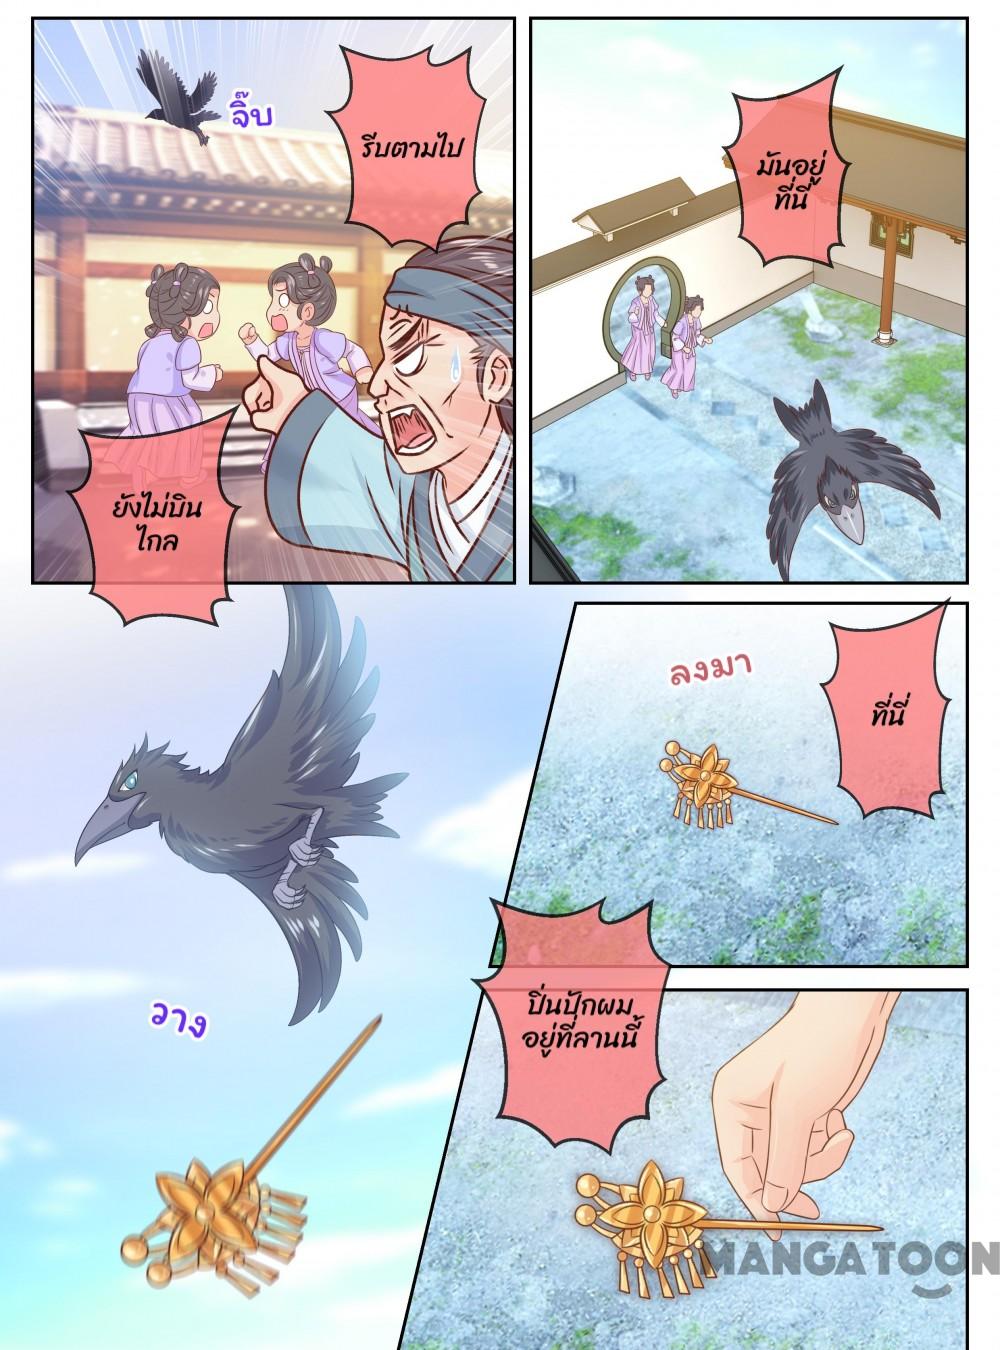 จิ๊บ
รีบตามไป
ยังไม่บิน
ไกล
มันอยู่
ที่นี่
ลงมา
ที่นี่
วาง
ปิ่นปักผม
อยู่ที่ลานนี้
MANGATOON